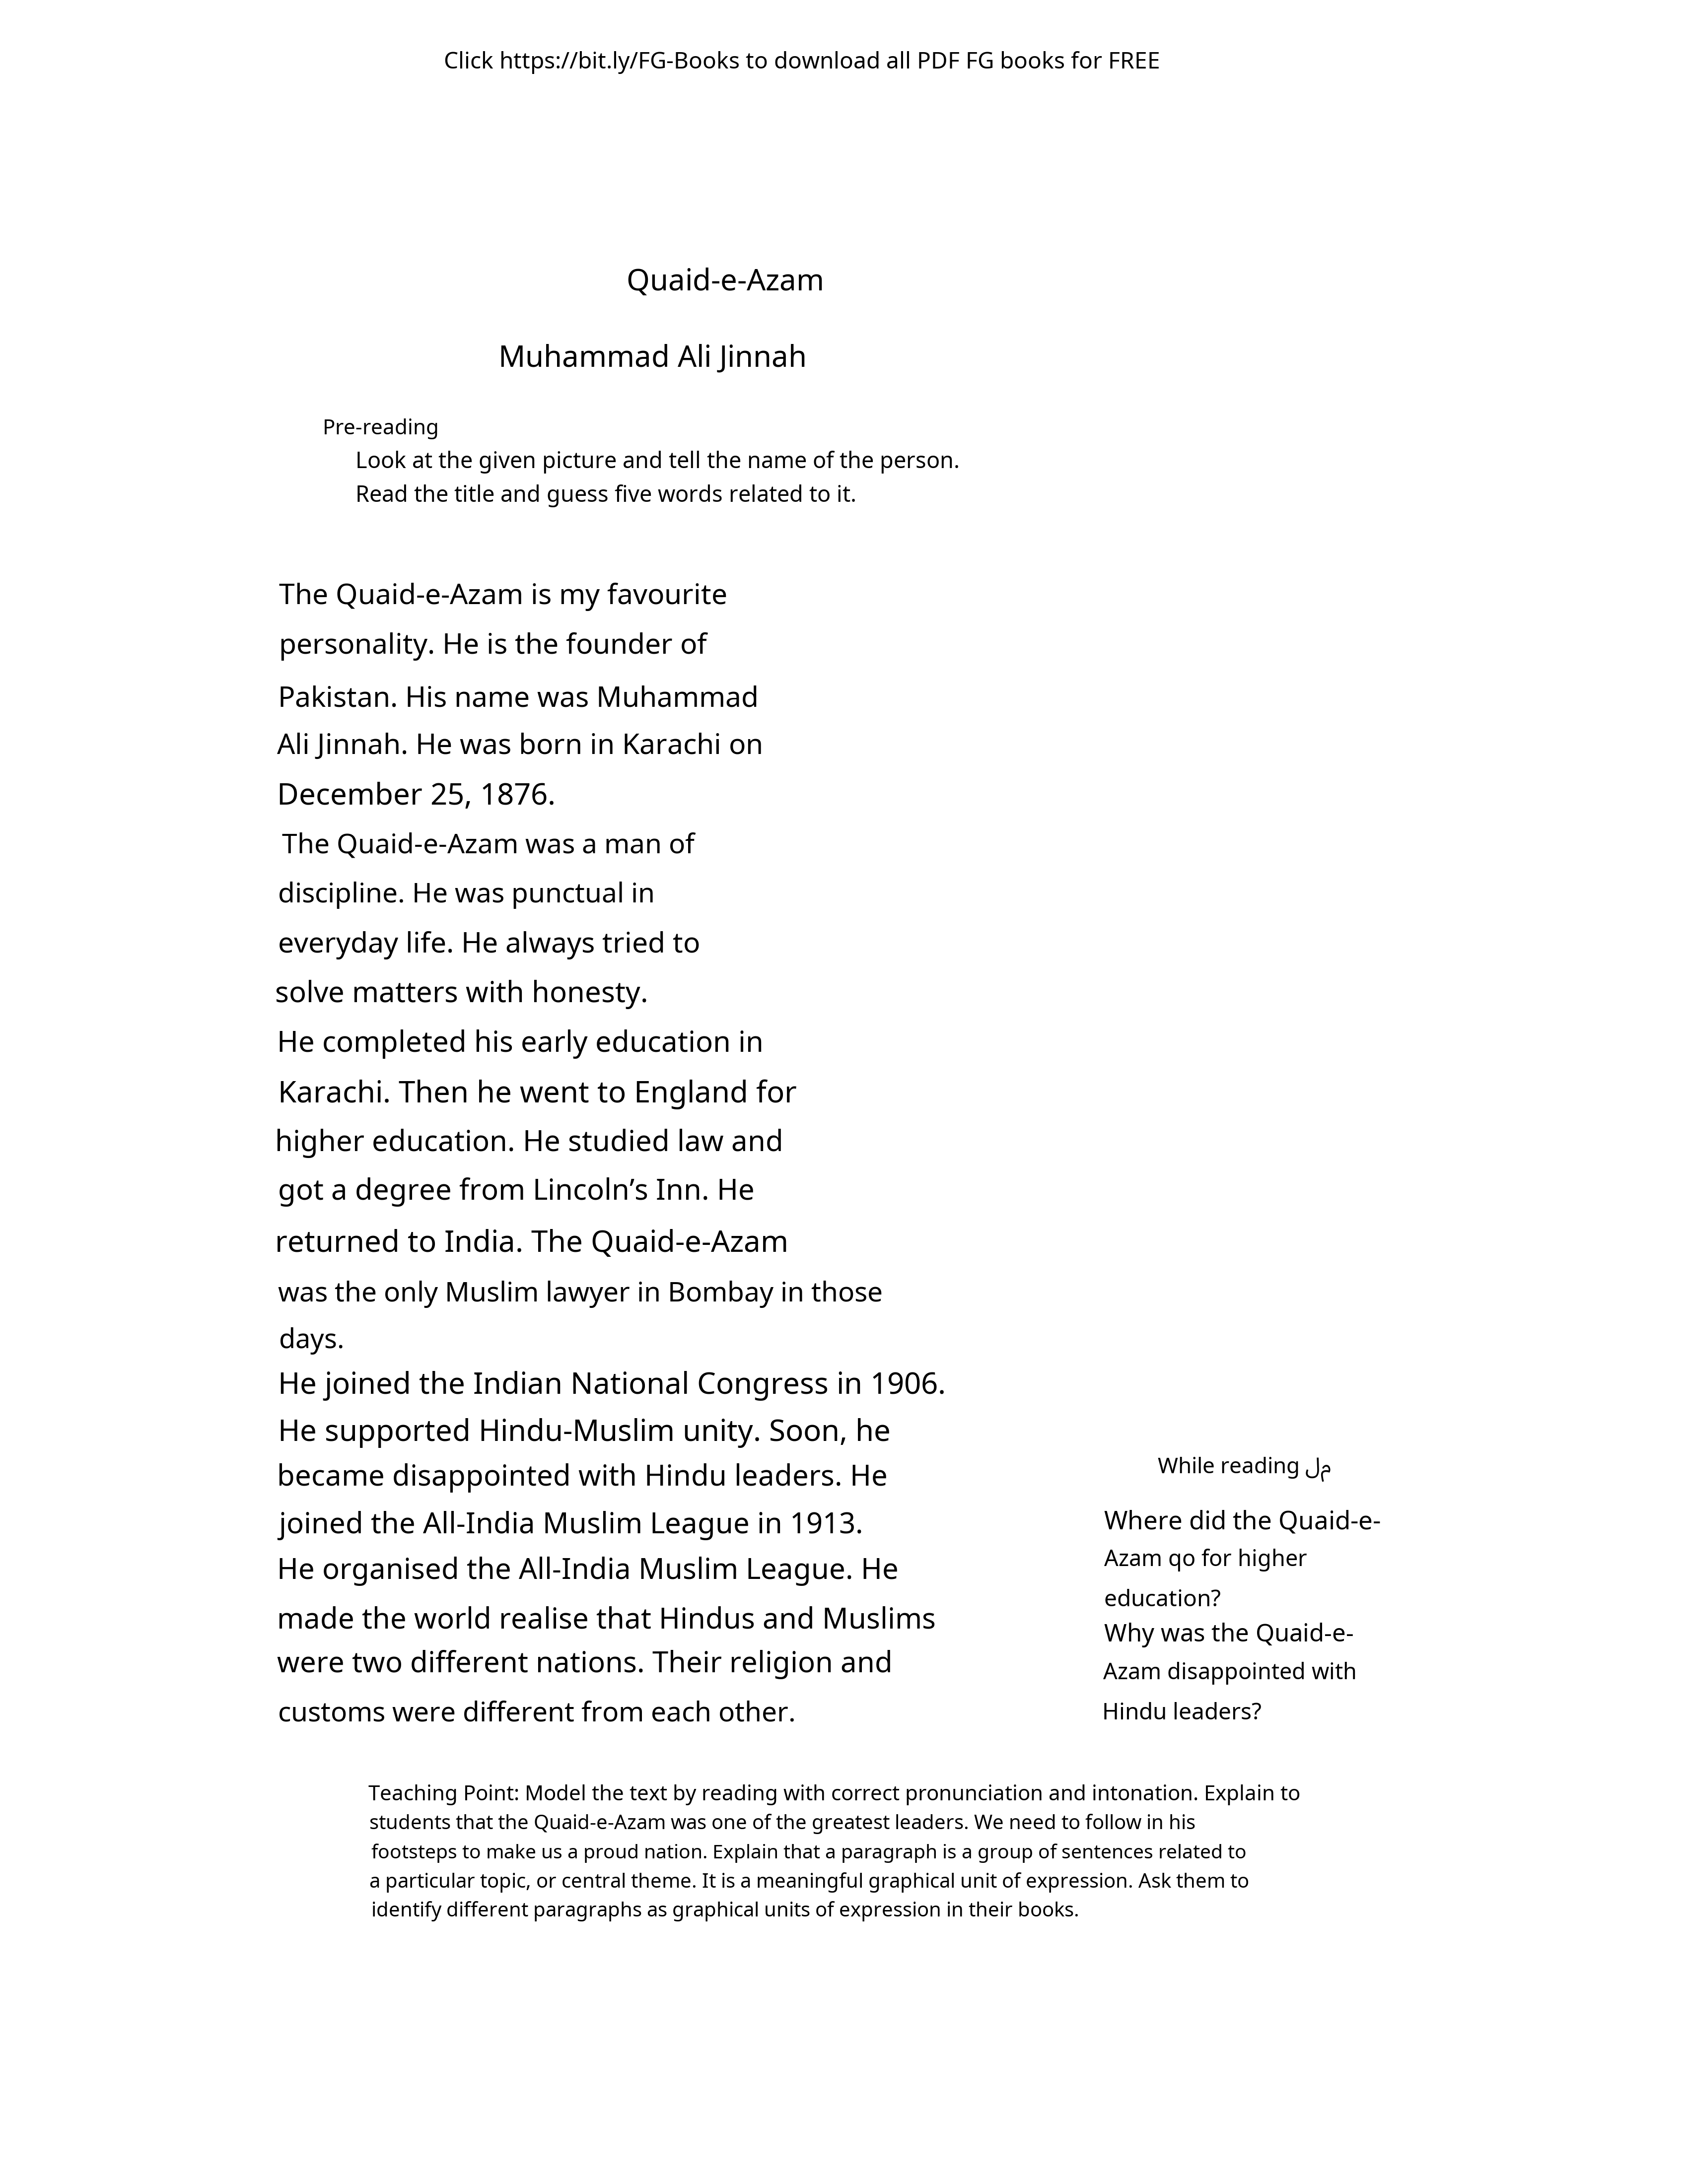 Click https://bit.ly/FG-Books to download all PDF FG books for FREE
Quaid-e-Azam
Muhammad Ali Jinnah
Pre-reading
Look at the given picture and tell the name of the person.
Read the title and guess five words related to it.
The Quaid-e-Azam is my favourite
personality. He is the founder of
Pakistan. His name was Muhammad
Ali Jinnah. He was born in Karachi on
December 25, 1876.
The Quaid-e-Azam was a man of
discipline. He was punctual in
everyday life. He always tried to
solve matters with honesty.
He completed his early education in
Karachi. Then he went to England for
higher education. He studied law and
got a degree from Lincoln’s Inn. He
returned to India. The Quaid-e-Azam
was the only Muslim lawyer in Bombay in those
days.
He joined the Indian National Congress in 1906.
He supported Hindu-Muslim unity. Soon, he
became disappointed with Hindu leaders. He
joined the All-India Muslim League in 1913.
He organised the All-India Muslim League. He
made the world realise that Hindus and Muslims
were two different nations. Their religion and
customs were different from each other.
While reading مل
Where did the Quaid-e-
Azam qo for higher
education?
Why was the Quaid-e-
Azam disappointed with
Hindu leaders?
Teaching Point: Model the text by reading with correct pronunciation and intonation. Explain to
students that the Quaid-e-Azam was one of the greatest leaders. We need to follow in his
footsteps to make us a proud nation. Explain that a paragraph is a group of sentences related to
a particular topic, or central theme. It is a meaningful graphical unit of expression. Ask them to
identify different paragraphs as graphical units of expression in their books.